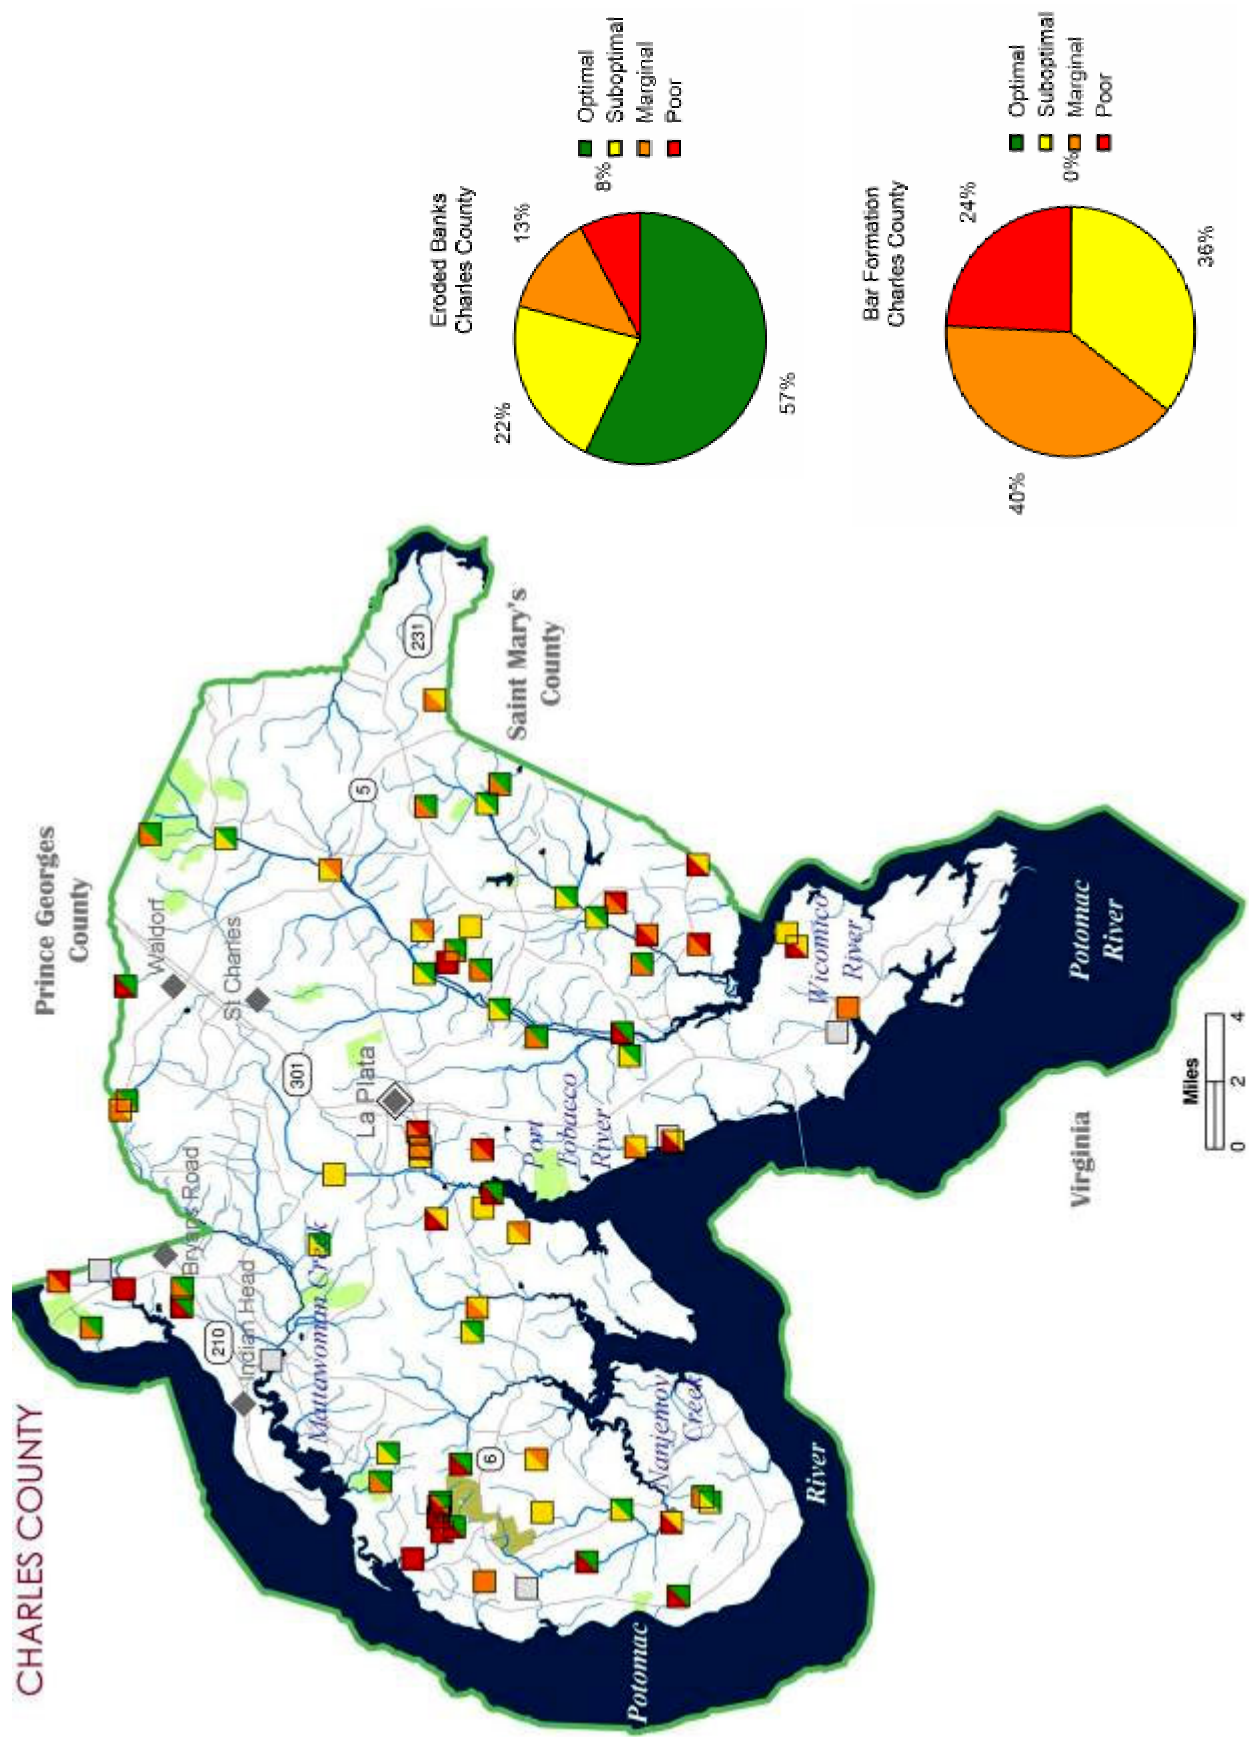 CHARLES COUNTY
Prince Georges
County
Waldorf
St Charles
Bryans Road
Indian Head
210
301
5
La Plata
231
Saint Mary's
County
Mattawoman Creek
Port
Tobacco
River
6
Nanjemoy
Creek
Wicomico
River
Potomac
River
Potomac
River
Virginia
Miles
0 2 4
Eroded Banks
Charles County
22%
13%
8%
57%
Optimal
Suboptimal
Marginal
Poor
Bar Formation
Charles County
40%
24%
0%
36%
Optimal
Suboptimal
Marginal
Poor